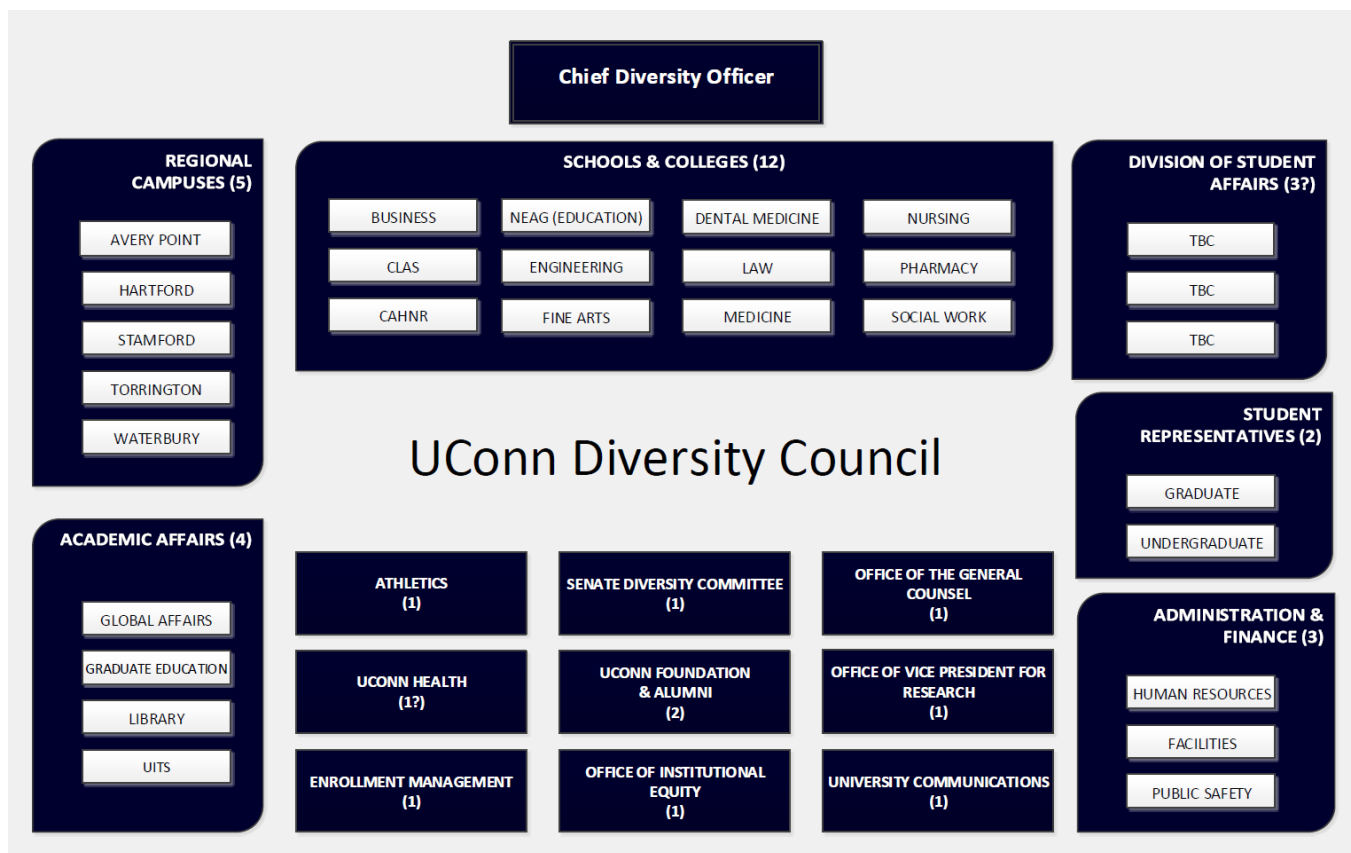 Chief Diversity Officer
REGIONAL
CAMPUSES (5)
AVERY POINT
HARTFORD
STAMFORD
TORRINGTON
WATERBURY
SCHOOLS & COLLEGES (12)
BUSINESS
NEAG (EDUCATION)
DENTAL MEDICINE
NURSING
CLAS
ENGINEERING
LAW
PHARMACY
CAHNR
FINE ARTS
MEDICINE
SOCIAL WORK
DIVISION OF STUDENT
AFFAIRS (3?)
TBC
TBC
TBC
UConn Diversity Council
STUDENT
REPRESENTATIVES (2)
GRADUATE
UNDERGRADUATE
ACADEMIC AFFAIRS (4)
GLOBAL AFFAIRS
GRADUATE EDUCATION
LIBRARY
UITS
ATHLETICS
(1)
SENATE DIVERSITY COMMITTEE
(1)
OFFICE OF THE GENERAL
COUNSEL
(1)
UCONN HEALTH
(1?)
UCONN FOUNDATION
& ALUMNI
(2)
OFFICE OF VICE PRESIDENT FOR
RESEARCH
(1)
ENROLLMENT MANAGEMENT
(1)
OFFICE OF INSTITUTIONAL
EQUITY
(1)
UNIVERSITY COMMUNICATIONS
(1)
ADMINISTRATION &
FINANCE (3)
HUMAN RESOURCES
FACILITIES
PUBLIC SAFETY